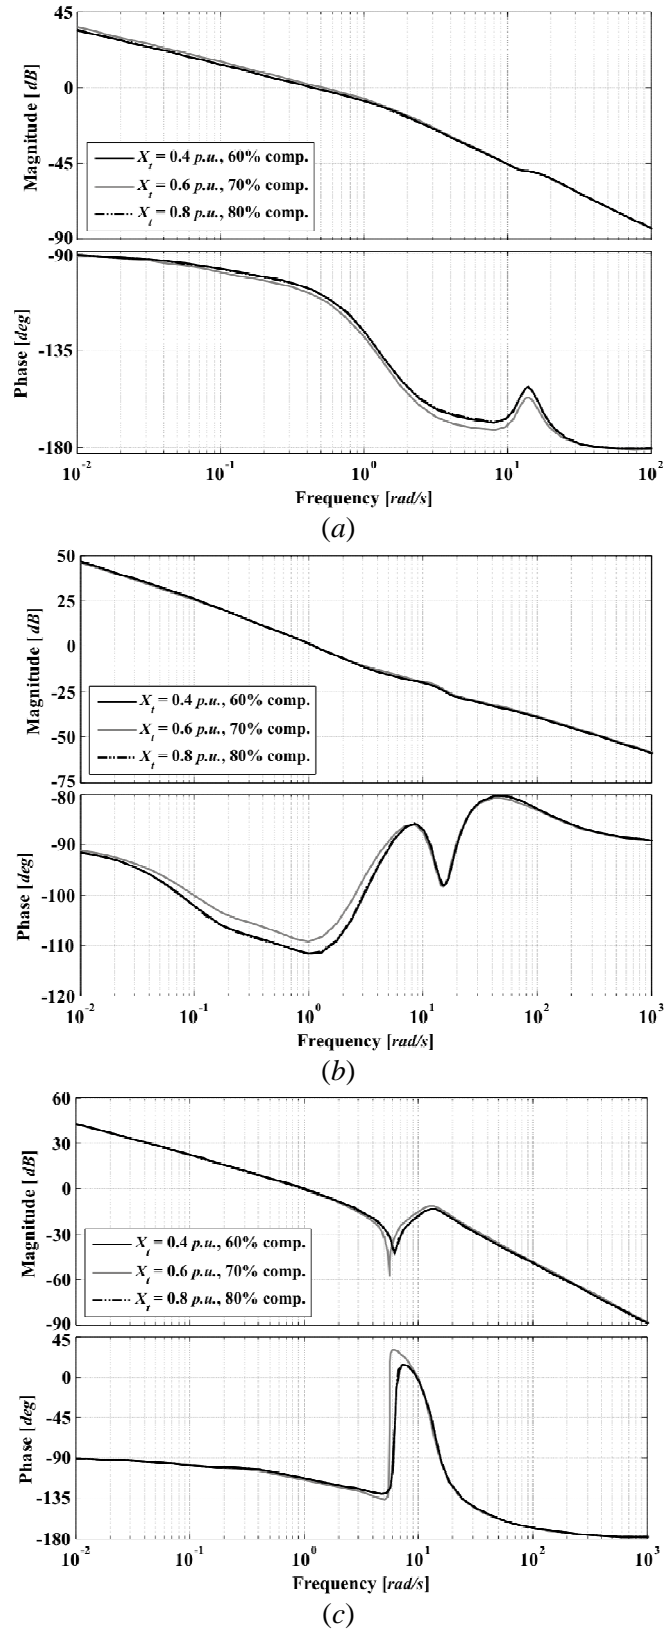 45
0
-45
-90
Magnitude [ dB]
X_t = 0.4 p.u., 60% comp.
X_t = 0.6 p.u., 70% comp.
X_t = 0.8 p.u., 80% comp.
-90
-135
-180
Phase [deg]
10^-2 10^-1 10^0 10^1 10^2
Frequency [rad/s]
(a)
50
25
0
-25
-50
-75
Magnitude [ dB]
X_t = 0.4 p.u., 60% comp.
X_t = 0.6 p.u., 70% comp.
X_t = 0.8 p.u., 80% comp.
-80
-90
-100
-110
-120
Phase [deg]
10^-2 10^-1 10^0 10^1 10^2 10^3
Frequency [rad/s]
(b)
60
30
0
-30
-60
-90
Magnitude [ dB]
X_t = 0.4 p.u., 60% comp.
X_t = 0.6 p.u., 70% comp.
X_t = 0.8 p.u., 80% comp.
45
0
-45
-90
-135
-180
Phase [deg]
10^-2 10^-1 10^0 10^1 10^2 10^3
Frequency [rad/s]
(c)